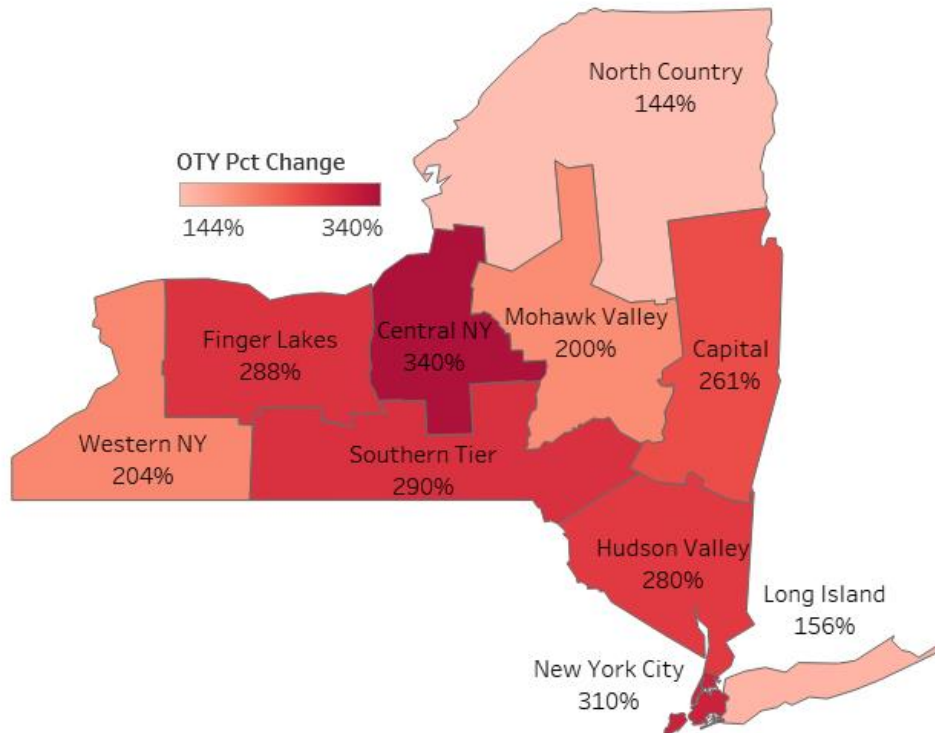 North Country
144%
OTY Pct Change
144% 340%
Finger Lakes
288%
Central NY
340%
Mohawk Valley
200%
Capital
261%
Western NY
204%
Southern Tier
290%
Hudson Valley
280%
Long Island
156%
New York City
310%